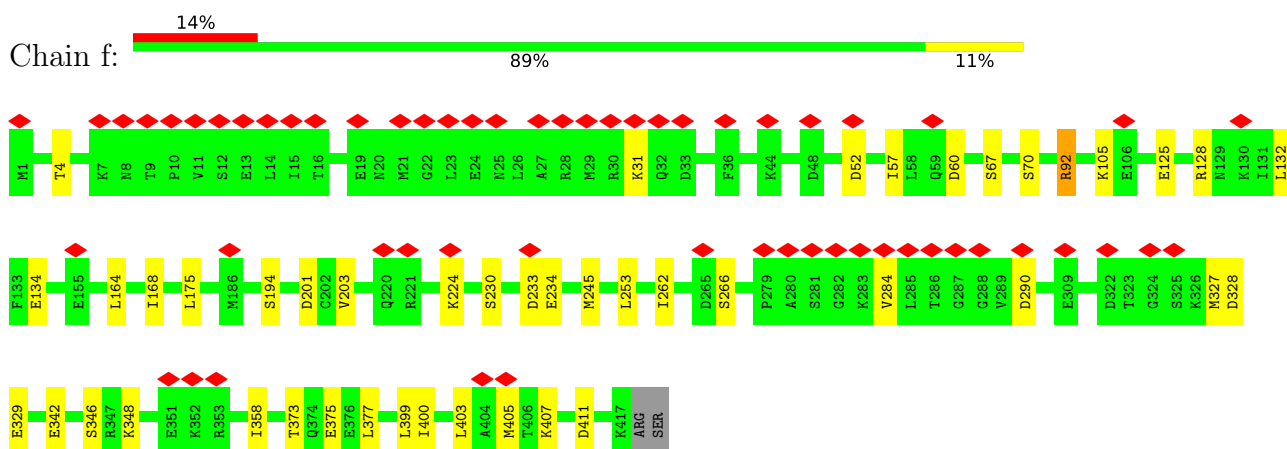 14%
Chain f:
89% 11%
M1 T4 K7 N8 T9 P10 V11 S12 E13 L14 I15 T16 E19 N20 M21 G22 L23 E24 N25 L26 A27 R28 M29 R30 K31 Q32 D33 F36 K44 D48 D52 I57 L58 Q59 D60 S67 S70 R92 K105 E106 E125 R128 N129 K130 I131 L132
F133 E134 E155 L164 I168 L175 M186 S194 D201 C202 V203 Q220 R221 K224 S230 D233 E234 M245 L253 I262 D265 S266 P279 A280 S281 G282 K283 V284 L285 T286 G287 G288 V289 D290 E309 D322 T323 G324 S325 K326 M327 D328
E329 E342 S346 R347 K348 E351 K352 R353 I358 T373 Q374 E375 E376 L377 L399 I400 L403 A404 M405 T406 K407 D411 K417 ARG SER